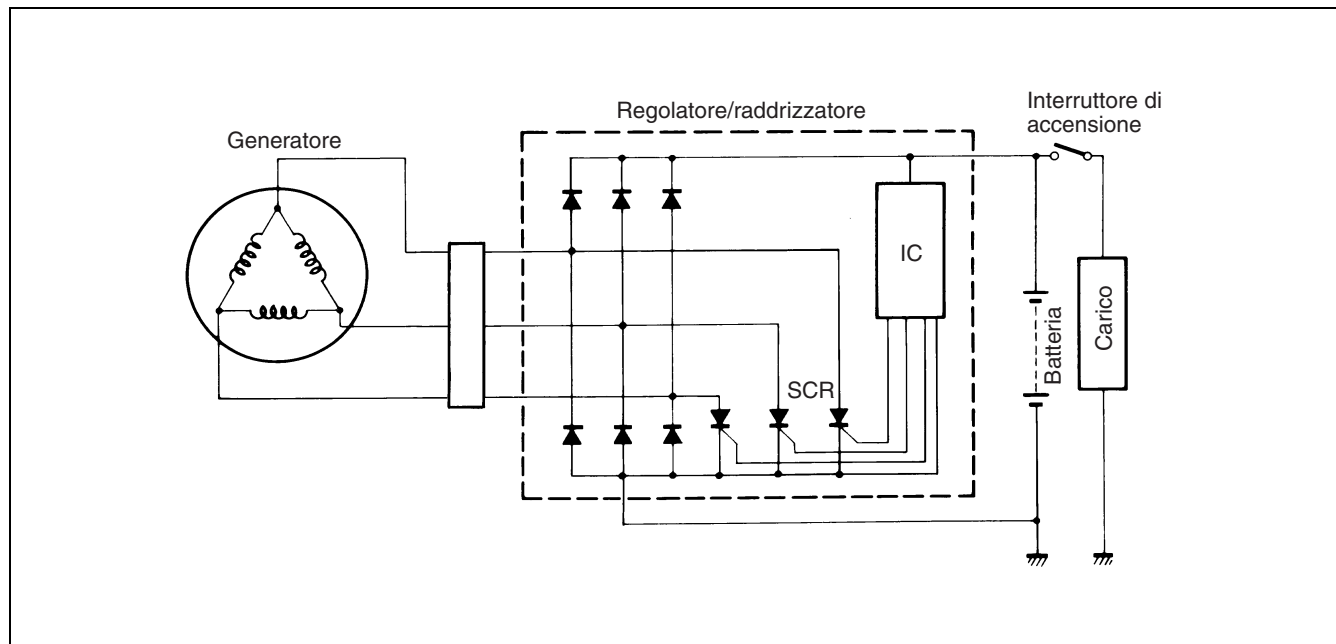 Generatore
Regolatore/raddrizzatore
Interruttore di
accensione
IC
SCR
Batteria
Carico